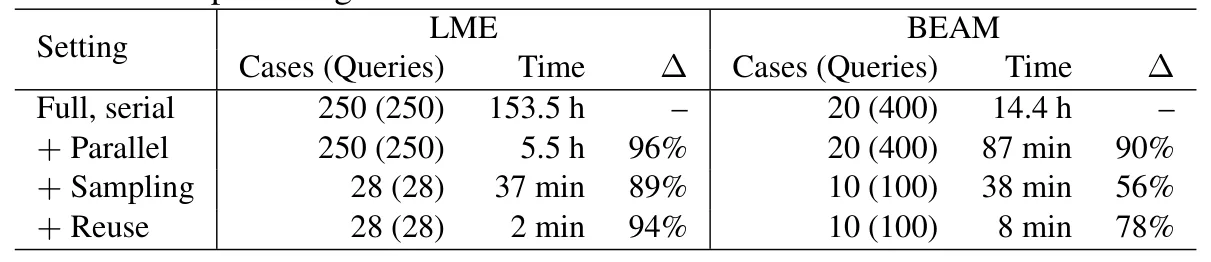 Setting LME BEAM
Cases (Queries) Time Δ Cases (Queries) Time Δ
Full, serial 250 (250) 153.5 h – 20 (400) 14.4 h –
+ Parallel 250 (250) 5.5 h 96% 20 (400) 87 min 90%
+ Sampling 28 (28) 37 min 89% 10 (100) 38 min 56%
+ Reuse 28 (28) 2 min 94% 10 (100) 8 min 78%